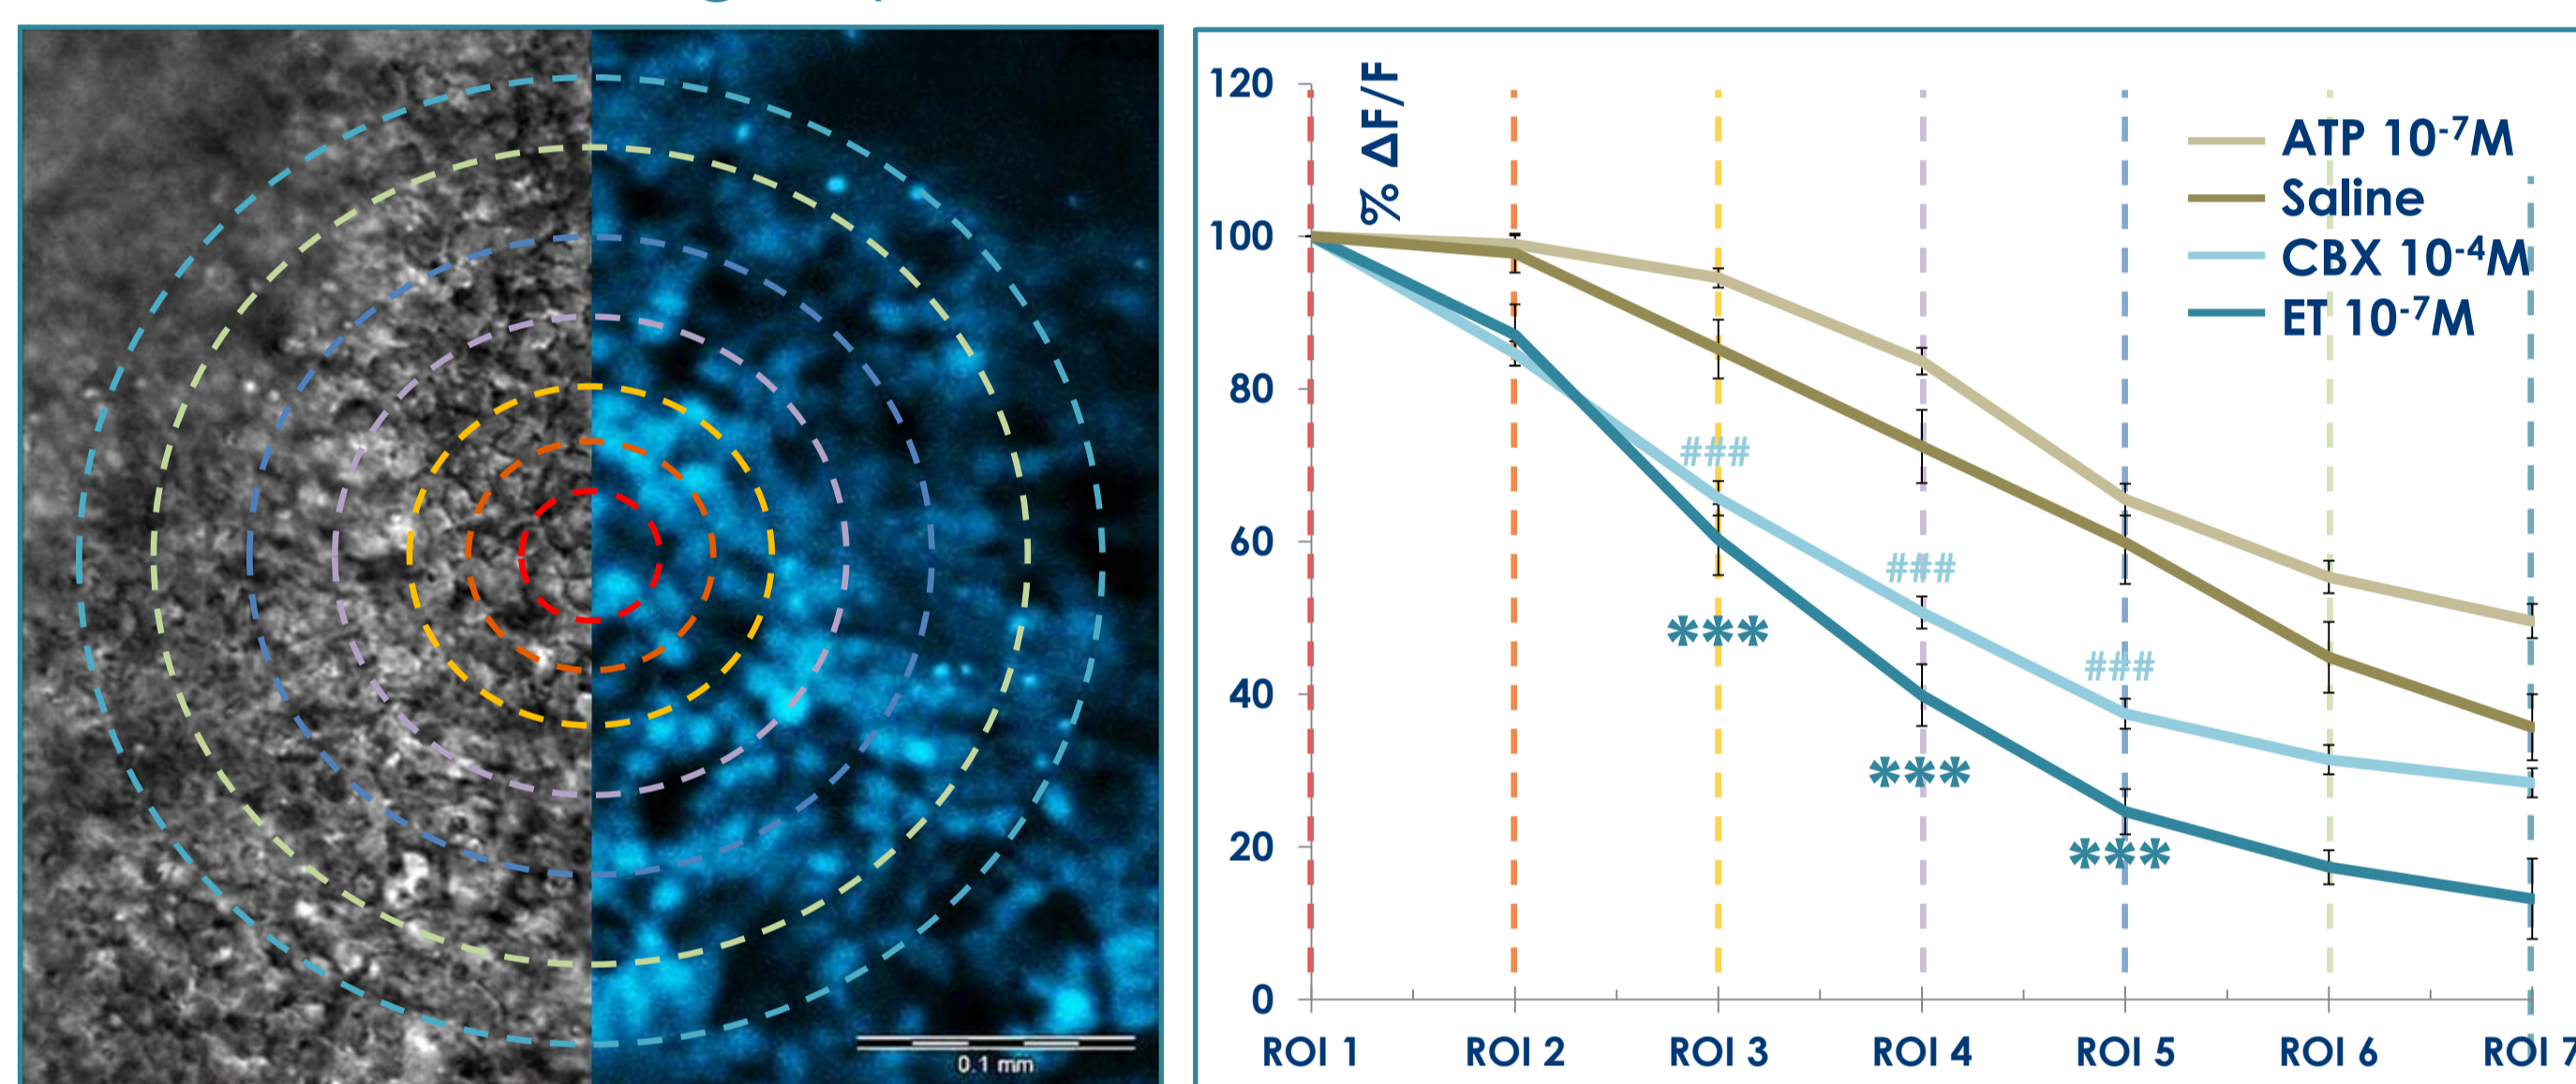 0.1 mm
% ΔF/F
120
100
80
60
40
20
0
ATP 10⁻⁷M
Saline
CBX 10⁻⁴M
ET 10⁻⁷M
###
###
###
***
***
***
ROI 1
ROI 2
ROI 3
ROI 4
ROI 5
ROI 6
ROI 7